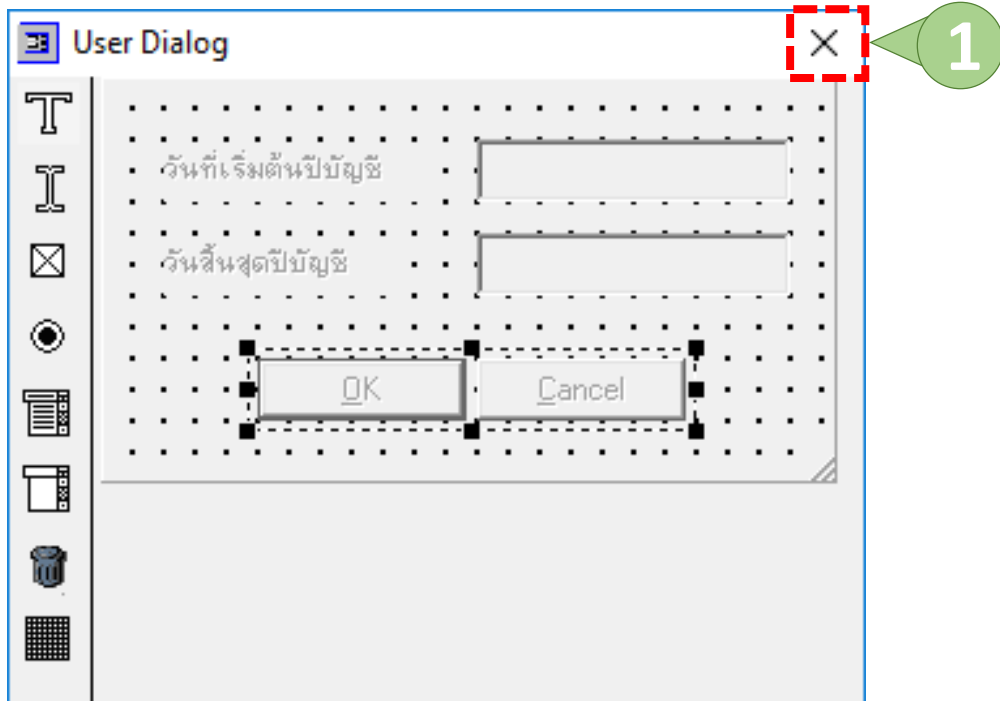 User Dialog
1
วันที่เริ่มต้นปีบัญชี
วันสิ้นสุดปีบัญชี
OK
Cancel